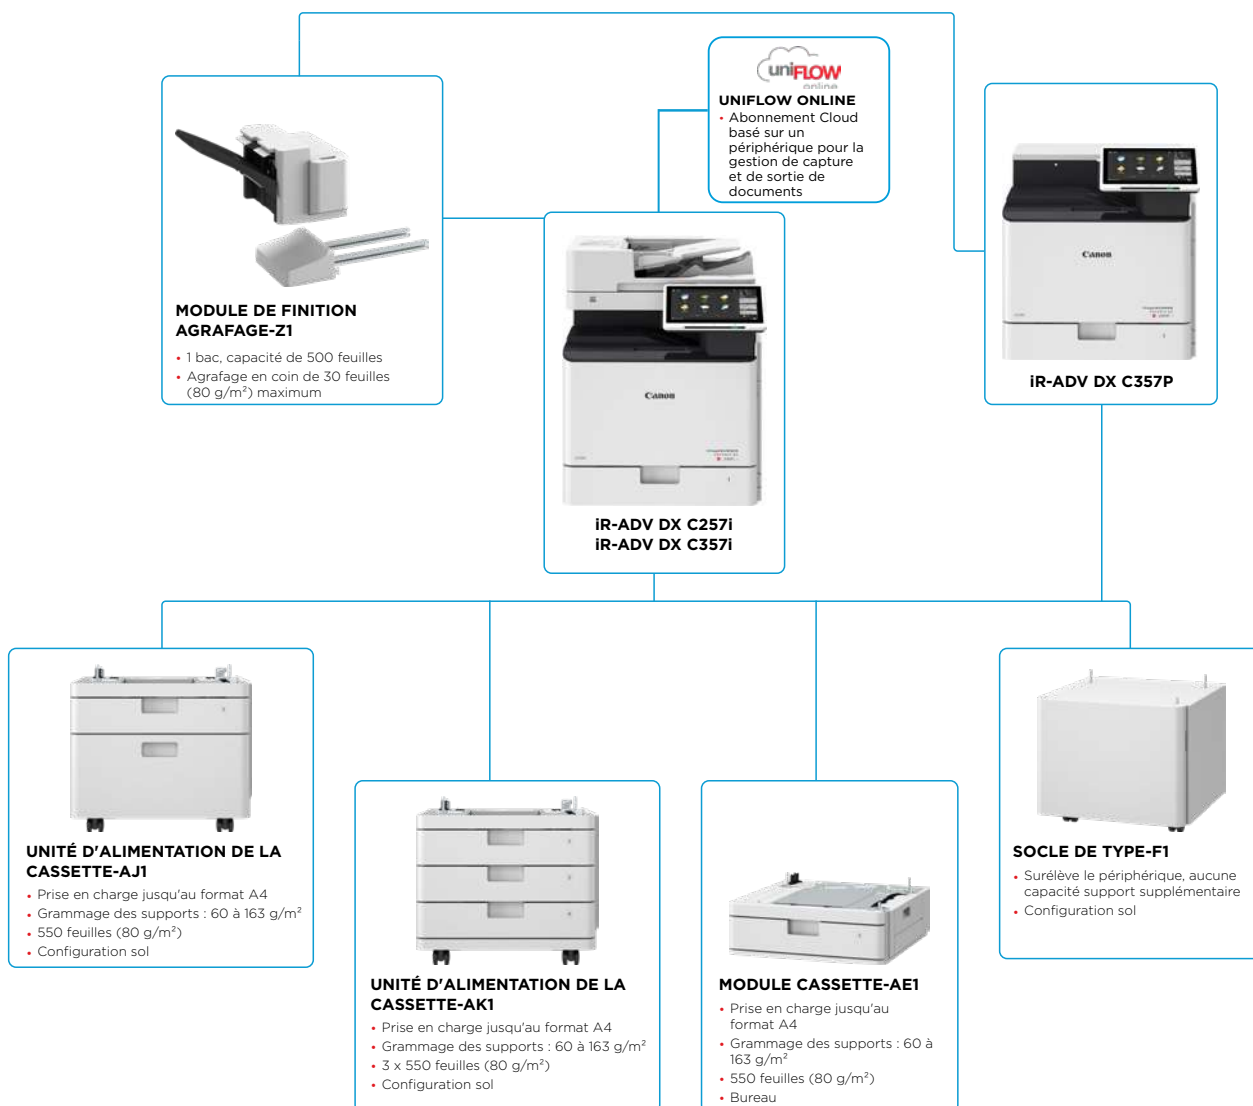 uniFLOW
online
UNIFLOW ONLINE
• Abonnement Cloud
basé sur un
périphérique pour la
gestion de capture
et de sortie de
documents
MODULE DE FINITION
AGRAFAGE-Z1
• 1 bac, capacité de 500 feuilles
• Agrafage en coin de 30 feuilles
(80 g/m²) maximum
Canon
iR-ADV DX C257i
iR-ADV DX C357i
Canon
iR-ADV DX C357P
UNITÉ D'ALIMENTATION DE LA
CASSETTE-AJ1
• Prise en charge jusqu'au format A4
• Grammage des supports : 60 à 163 g/m²
• 550 feuilles (80 g/m²)
• Configuration sol
UNITÉ D'ALIMENTATION DE LA
CASSETTE-AK1
• Prise en charge jusqu'au format A4
• Grammage des supports : 60 à 163 g/m²
• 3 x 550 feuilles (80 g/m²)
• Configuration sol
MODULE CASSETTE-AE1
• Prise en charge jusqu'au
format A4
• Grammage des supports : 60 à
163 g/m²
• 550 feuilles (80 g/m²)
• Bureau
SOCLE DE TYPE-F1
• Surélève le périphérique, aucune
capacité support supplémentaire
• Configuration sol